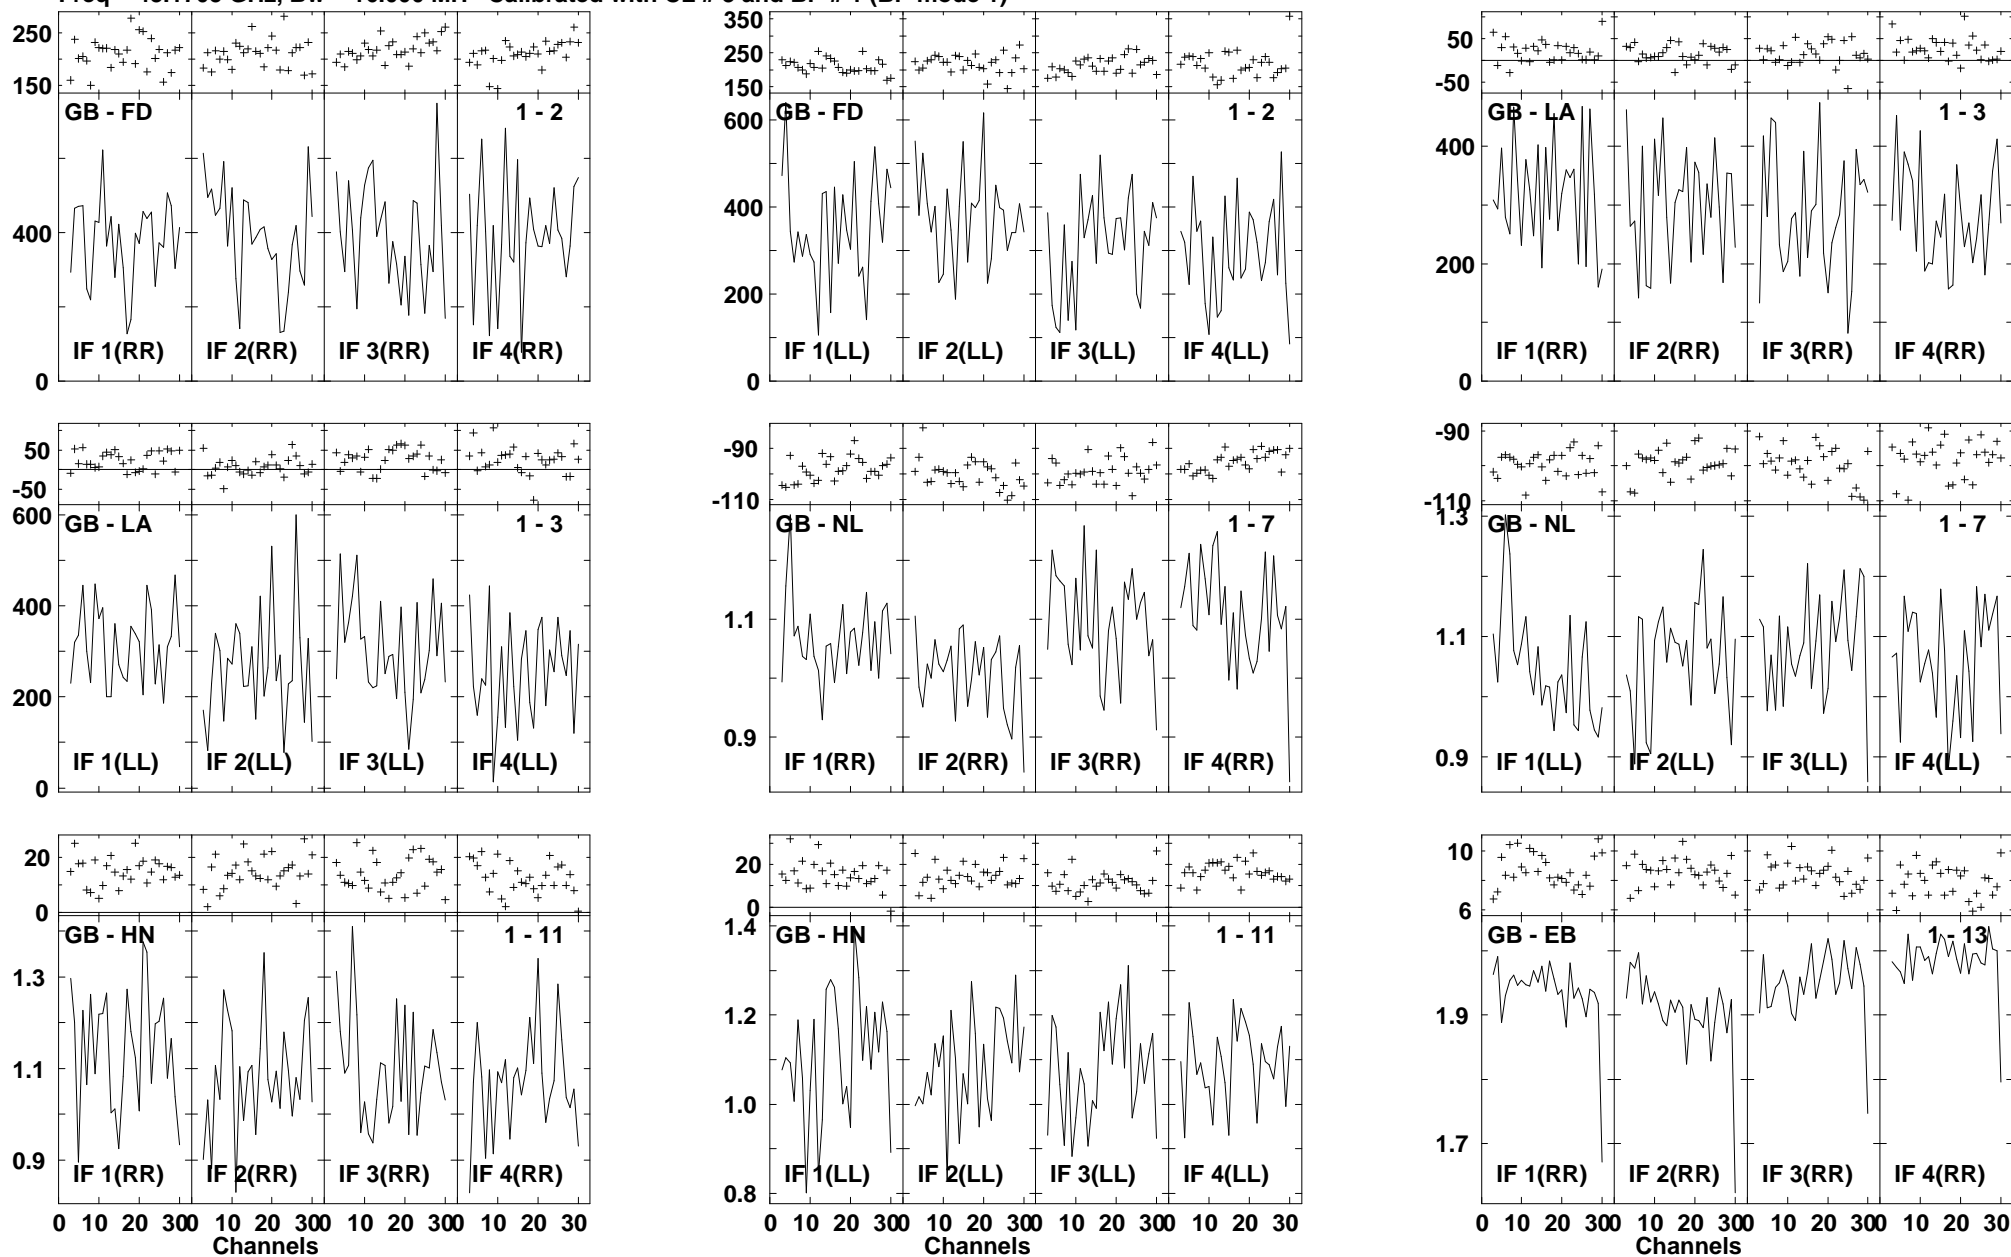 250
150
GB - FD 1 - 2
400
0
IF 1(RR) IF 2(RR) IF 3(RR) IF 4(RR)
350
250
150
GB - FD 1 - 2
600
400
200
0
IF 1(LL) IF 2(LL) IF 3(LL) IF 4(LL)
50
-50
GB - LA 1 - 3
400
200
0
IF 1(RR) IF 2(RR) IF 3(RR) IF 4(RR)
50
-50
GB - LA 1 - 3
600
400
200
0
IF 1(LL) IF 2(LL) IF 3(LL) IF 4(LL)
-90
-110
GB - NL 1 - 7
1.1
0.9
IF 1(RR) IF 2(RR) IF 3(RR) IF 4(RR)
-90
-110
GB - NL 1 - 7
1.3
1.1
0.9
IF 1(LL) IF 2(LL) IF 3(LL) IF 4(LL)
20
0
GB - HN 1 - 11
1.3
1.1
0.9
IF 1(RR) IF 2(RR) IF 3(RR) IF 4(RR)
0 10 20 30 0 10 20 30 0 10 20 30 0 10 20 30
Channels
20
0
GB - HN 1 - 11
1.4
1.2
1.0
0.8
IF 1(LL) IF 2(LL) IF 3(LL) IF 4(LL)
0 10 20 30 0 10 20 30 0 10 20 30 0 10 20 30
Channels
10
6
GB - EB 1 - 13
1.9
1.7
IF 1(RR) IF 2(RR) IF 3(RR) IF 4(RR)
0 10 20 30 0 10 20 30 0 10 20 30 0 10 20 30
Channels